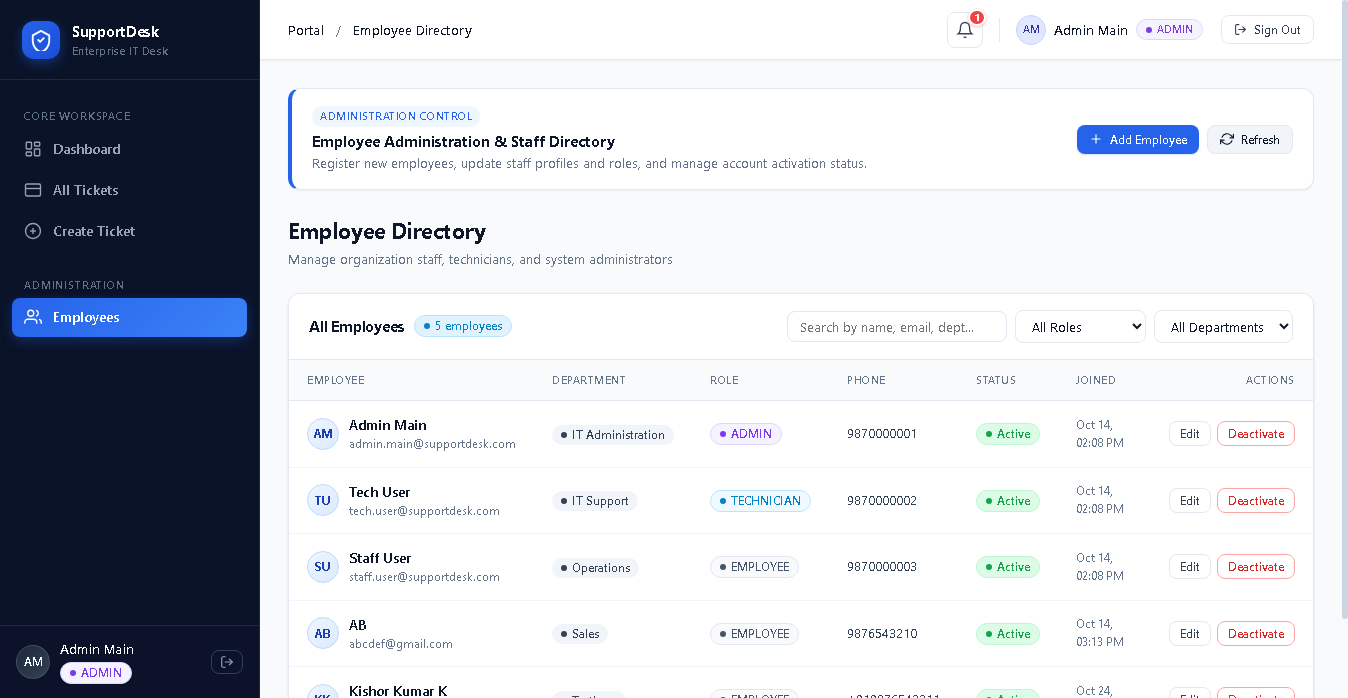 SupportDesk
Enterprise IT Desk
CORE WORKSPACE
Dashboard
All Tickets
Create Ticket
ADMINISTRATION
Employees
AM
Admin Main
ADMIN
Portal / Employee Directory
1
AM Admin Main ADMIN
Sign Out
ADMINISTRATION CONTROL
Employee Administration & Staff Directory
Register new employees, update staff profiles and roles, and manage account activation status.
Add Employee
Refresh
Employee Directory
Manage organization staff, technicians, and system administrators
All Employees 5 employees
Search by name, email, dept...
All Roles
All Departments
EMPLOYEE DEPARTMENT ROLE PHONE STATUS JOINED ACTIONS
AM Admin Main
admin.main@supportdesk.com
IT Administration ADMIN 9870000001 Active
Oct 14,
02:08 PM
Edit Deactivate
TU Tech User
tech.user@supportdesk.com
IT Support TECHNICIAN 9870000002 Active
Oct 14,
02:08 PM
Edit Deactivate
SU Staff User
staff.user@supportdesk.com
Operations EMPLOYEE 9870000003 Active
Oct 14,
02:08 PM
Edit Deactivate
AB AB
abcdef@gmail.com
Sales EMPLOYEE 9876543210 Active
Oct 14,
03:13 PM
Edit Deactivate
KK Kishor Kumar K
EMPLOYEE
Active
Oct 24,
Edit Deactivate